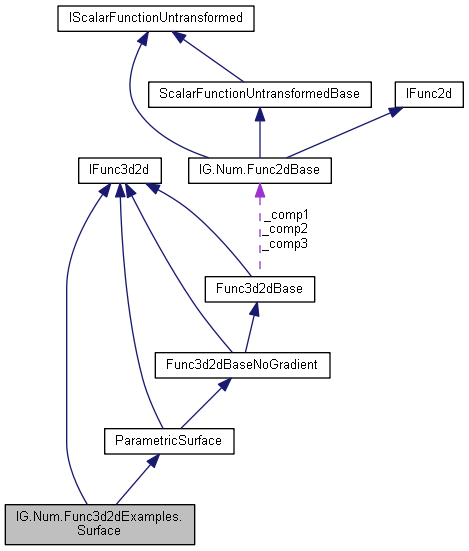 IScalarFunctionUntransformed
ScalarFunctionUntransformedBase
IFunc2d
IFunc3d2d
IG.Num.Func2dBase
_comp1
_comp2
_comp3
Func3d2dBase
Func3d2dBaseNoGradient
ParametricSurface
IG.Num.Func3d2dExamples.
Surface